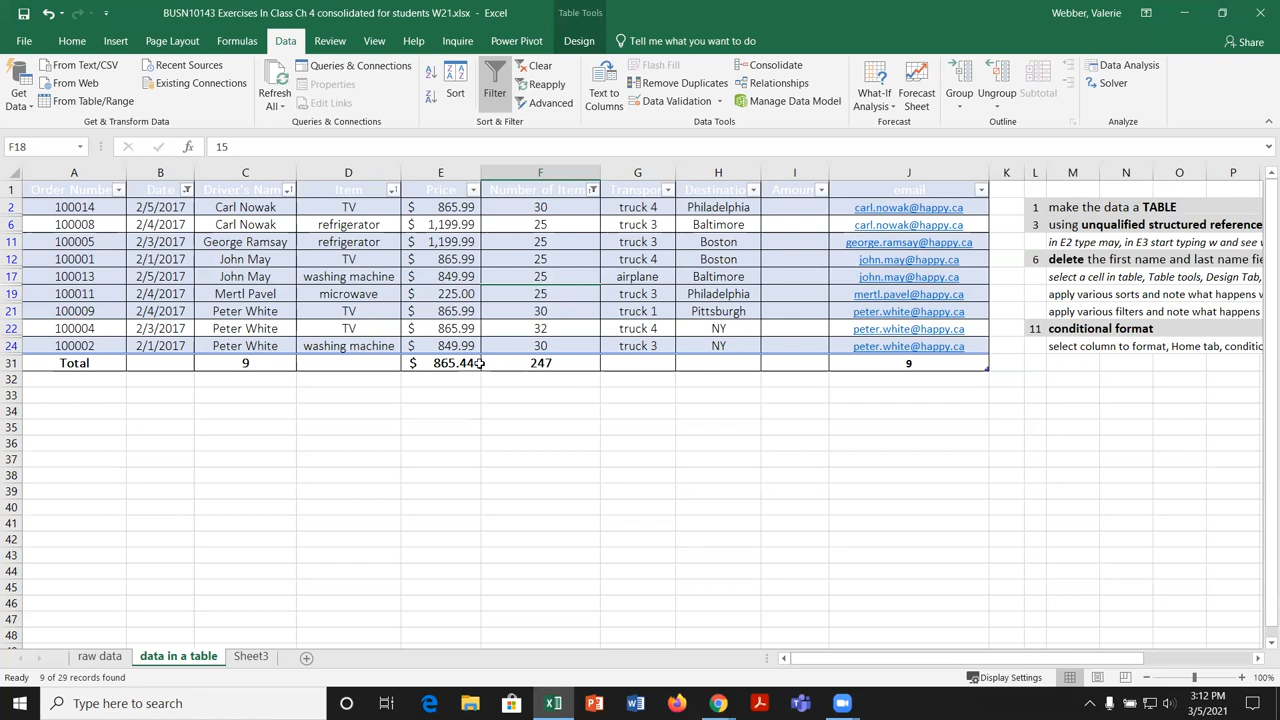 BUSN10143 Exercises In Class Ch 4 consolidated for students W21.xlsx - Excel
Table Tools
Webber, Valerie
File Home Insert Page Layout Formulas Data Review View Help Inquire Power Pivot Design Tell me what you want to do Share
From Text/CSV Recent Sources Queries & Connections Clear Flash Fill Consolidate Data Analysis
From Web Existing Connections Properties Reapply Remove Duplicates Relationships Solver
From Table/Range Edit Links Advanced Data Validation Manage Data Model
Get Data Refresh All Sort Filter Text to Columns What-If Analysis Forecast Sheet Group Ungroup Subtotal
Get & Transform Data Queries & Connections Sort & Filter Data Tools Forecast Outline Analyze
F18 15
A B C D E F G H I J K L M N O P
1 Order Numbe Date Driver's Nam Item Price Number of Item Transpor Destinatio Amoun email 1 make the data a TABLE
2 100014 2/5/2017 Carl Nowak TV $ 865.99 30 truck 4 Philadelphia carl.nowak@happy.ca
6 100008 2/4/2017 Carl Nowak refrigerator $ 1,199.99 25 truck 3 Baltimore carl.nowak@happy.ca 3 using unqualified structured reference
11 100005 2/3/2017 George Ramsay refrigerator $ 1,199.99 25 truck 3 Boston george.ramsay@happy.ca in E2 type may, in E3 start typing w and see v
12 100001 2/1/2017 John May TV $ 865.99 25 truck 4 Boston john.may@happy.ca 6 delete the first name and last name fie
17 100013 2/5/2017 John May washing machine $ 849.99 25 airplane Baltimore john.may@happy.ca select a cell in table, Table tools, Design Tab,
19 100011 2/4/2017 Mertl Pavel microwave $ 225.00 25 truck 3 Philadelphia mertl.pavel@happy.ca apply various sorts and note what happens
21 100009 2/4/2017 Peter White TV $ 865.99 30 truck 1 Pittsburgh peter.white@happy.ca apply various filters and note what happens
22 100004 2/3/2017 Peter White TV $ 865.99 32 truck 4 NY peter.white@happy.ca 11 conditional format
24 100002 2/1/2017 Peter White washing machine $ 849.99 30 truck 3 NY peter.white@happy.ca select column to format, Home tab, conditio
31 Total 9 $ 865.44 247 9
32
33
34
35
36
37
38
39
40
41
42
43
44
45
46
47
48
raw data data in a table Sheet3
Ready 9 of 29 records found Display Settings 100%
Type here to search
3:12 PM
3/5/2021